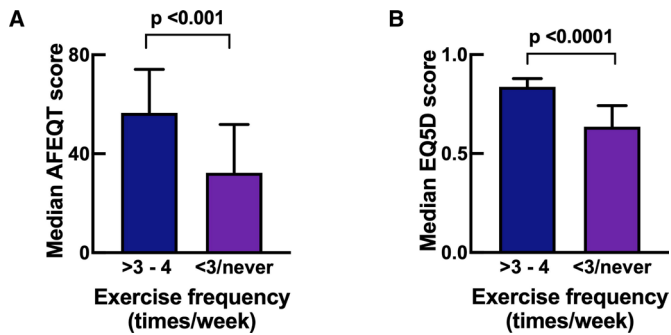 A
p <0.001
Median AFEQT score
80
40
0
>3 - 4 <3/never
Exercise frequency
(times/week)
B
p <0.0001
Median EQ5D score
1.0
0.5
0.0
>3 - 4 <3/never
Exercise frequency
(times/week)